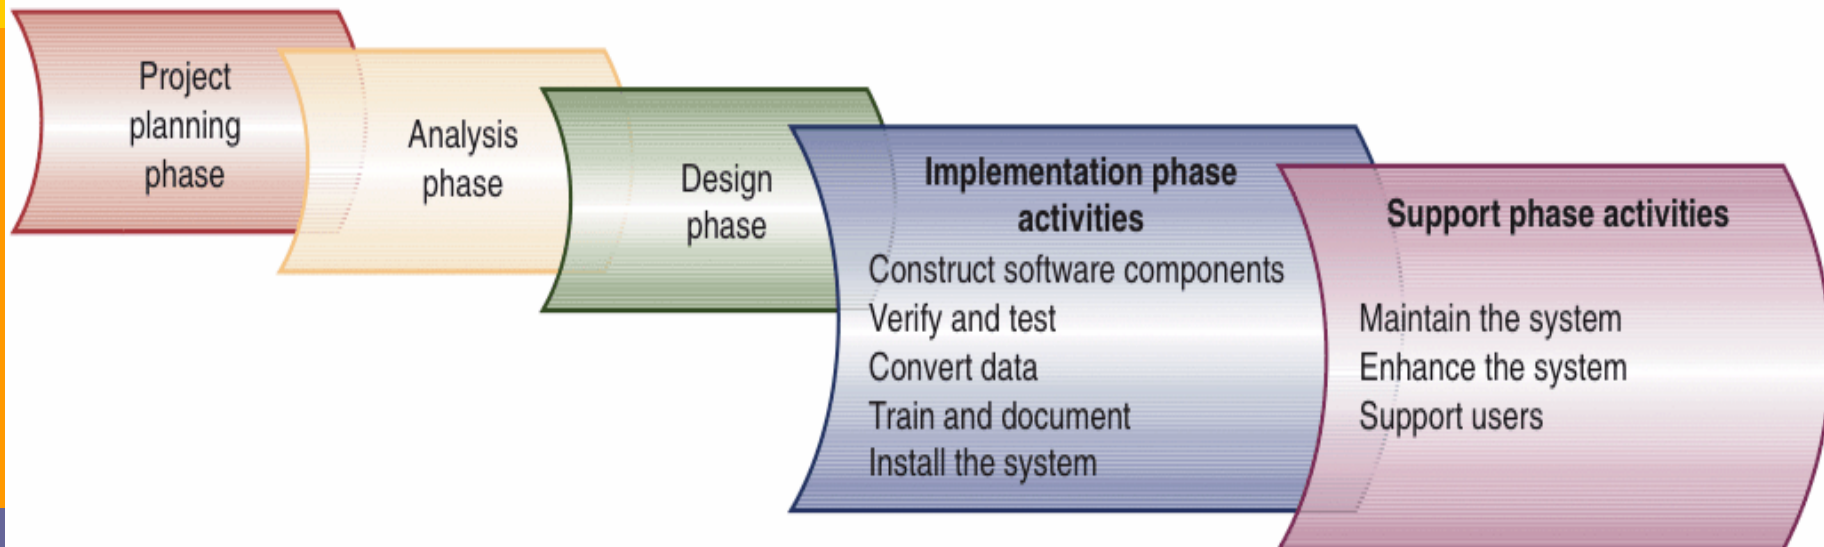 Project
planning
phase
Analysis
phase
Design
phase
Implementation phase
activities
Construct software components
Verify and test
Convert data
Train and document
Install the system
Support phase activities
Maintain the system
Enhance the system
Support users